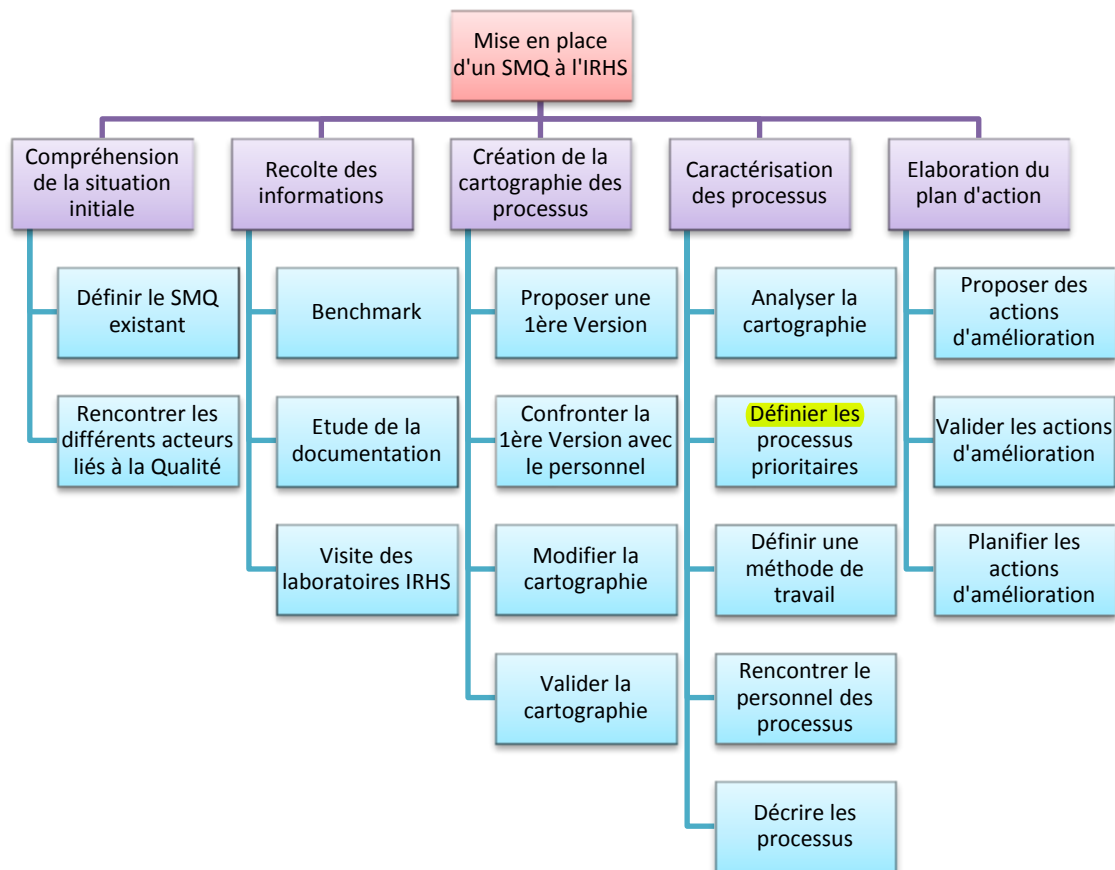 Mise en place
d'un SMQ à l'IRHS
Compréhension
de la situation
initiale
Recolte des
informations
Création de la
cartographie des
processus
Caractérisation
des processus
Elaboration du
plan d'action
Définir le SMQ
existant
Rencontrer les
différents acteurs
liés à la Qualité
Benchmark
Etude de la
documentation
Visite des
laboratoires IRHS
Proposer une
1ère Version
Confronter la
1ère Version avec
le personnel
Modifier la
cartographie
Valider la
cartographie
Analyser la
cartographie
Définier les
processus
prioritaires
Définir une
méthode de
travail
Rencontrer le
personnel des
processus
Décrire les
processus
Proposer des
actions
d'amélioration
Valider les actions
d'amélioration
Planifier les
actions
d'amélioration